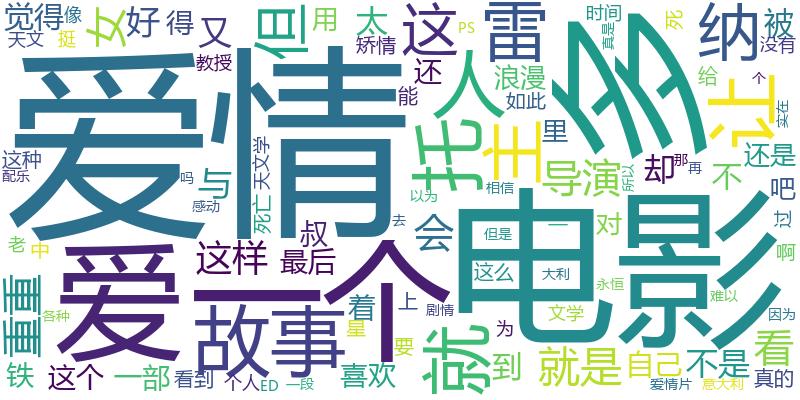 觉得
像
女
好
得
又
但
用
太
这
雷
时间
死
纳
被
天文
挺
教授
矫情
还
PS
真是
没有
爱情
人
多
浪漫
能
如此
给
让
个
实在
托
主
里
这种
配乐
吗
与
天文学
死亡
感动
导演
所以
却
那
再
还是
不
吧
相信
以为
去
过
老
中
叔
会
电影
但是
一
对
啊
爱
一个
这样
最后
这么
大利
永恒
难以
重重
各种
故事
着
星
上
要
剧情
就
为
到
文学
因为
看
铁
这个
一部
看到
个人
ED
一段
喜欢
就是
自己
不是
真的
爱情片
意大利